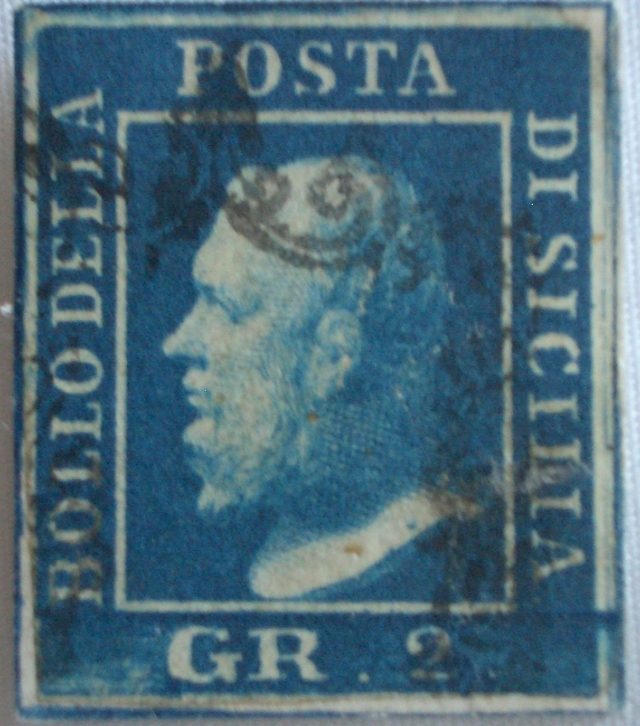 BOLLO DELLA
POSTA
DI SICILIA
GR. 2.